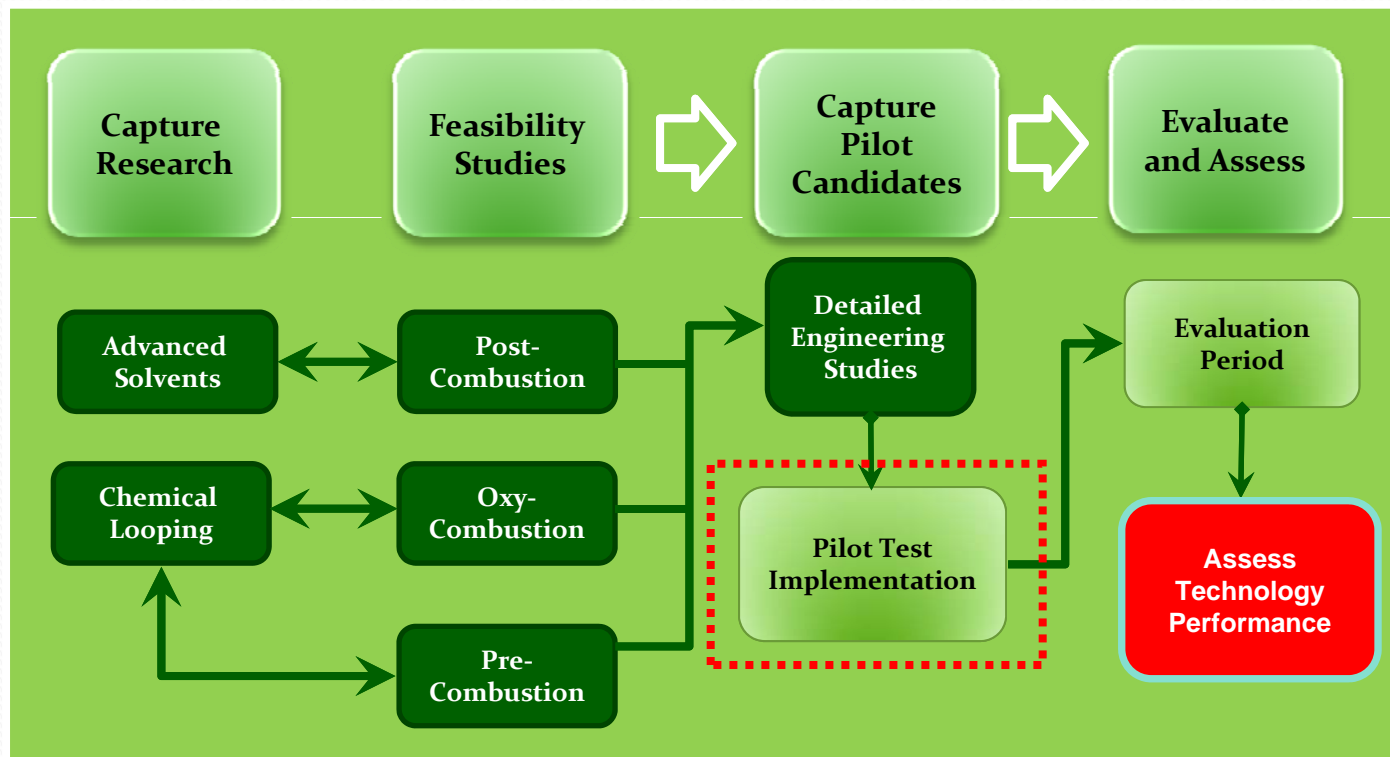 Capture
Research
Feasibility
Studies
Capture
Pilot
Candidates
Evaluate
and Assess
Advanced
Solvents
Post-
Combustion
Detailed
Engineering
Studies
Evaluation
Period
Chemical
Looping
Oxy-
Combustion
Pilot Test
Implementation
Assess
Technology
Performance
Pre-
Combustion